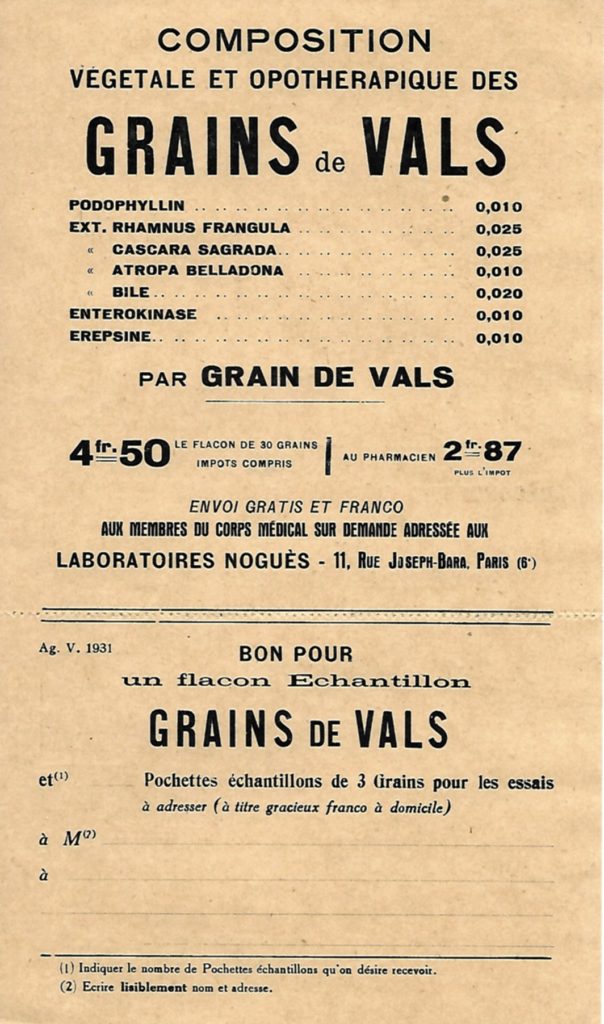 COMPOSITION
VÉGETALE ET OPOTHERAPIQUE DES
GRAINS de VALS
PODOPHYLLIN .. .. .. .. .. .. .. .. .. .. 0,010
EXT. RHAMNUS FRANGULA .. .. .. .. .. .. 0,025
« CASCARA SAGRADA.. .. .. .. .. .. .. 0,025
« ATROPA BELLADONA .. .. .. .. .. .. 0,010
« BILE.. .. .. .. .. .. .. .. .. .. .. 0,020
ENTEROKINASE .. .. .. .. .. .. .. .. .. 0,010
EREPSINE.. .. .. .. .. .. .. .. .. .. .. 0,010
PAR GRAIN DE VALS
4fr.50 LE FLACON DE 30 GRAINS IMPOTS COMPRIS | AU PHARMACIEN 2fr.87 PLUS L'IMPOT
ENVOI GRATIS ET FRANCO
AUX MEMBRES DU CORPS MÉDICAL SUR DEMANDE ADRESSÉE AUX
LABORATOIRES NOGUÈS - 11, RUE JOSEPH-BARA, PARIS (6e)
Ag. V. 1931
BON POUR
un flacon Echantillon
GRAINS DE VALS
et(1) Pochettes échantillons de 3 Grains pour les essais
à adresser (à titre gracieux franco à domicile)
à M(2)
à
(1) Indiquer le nombre de Pochettes échantillons qu'on désire recevoir.
(2) Ecrire lisiblement nom et adresse.